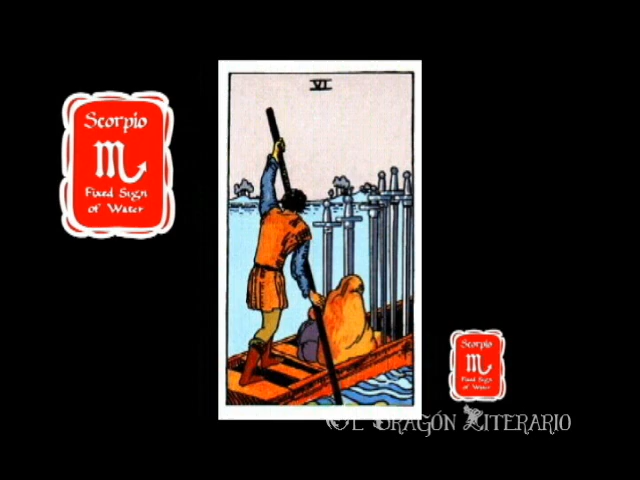 Scorpio
Fixed Sign
of Water
VI
Scorpio
Fixed Sign
of Water
El Dragón Literario